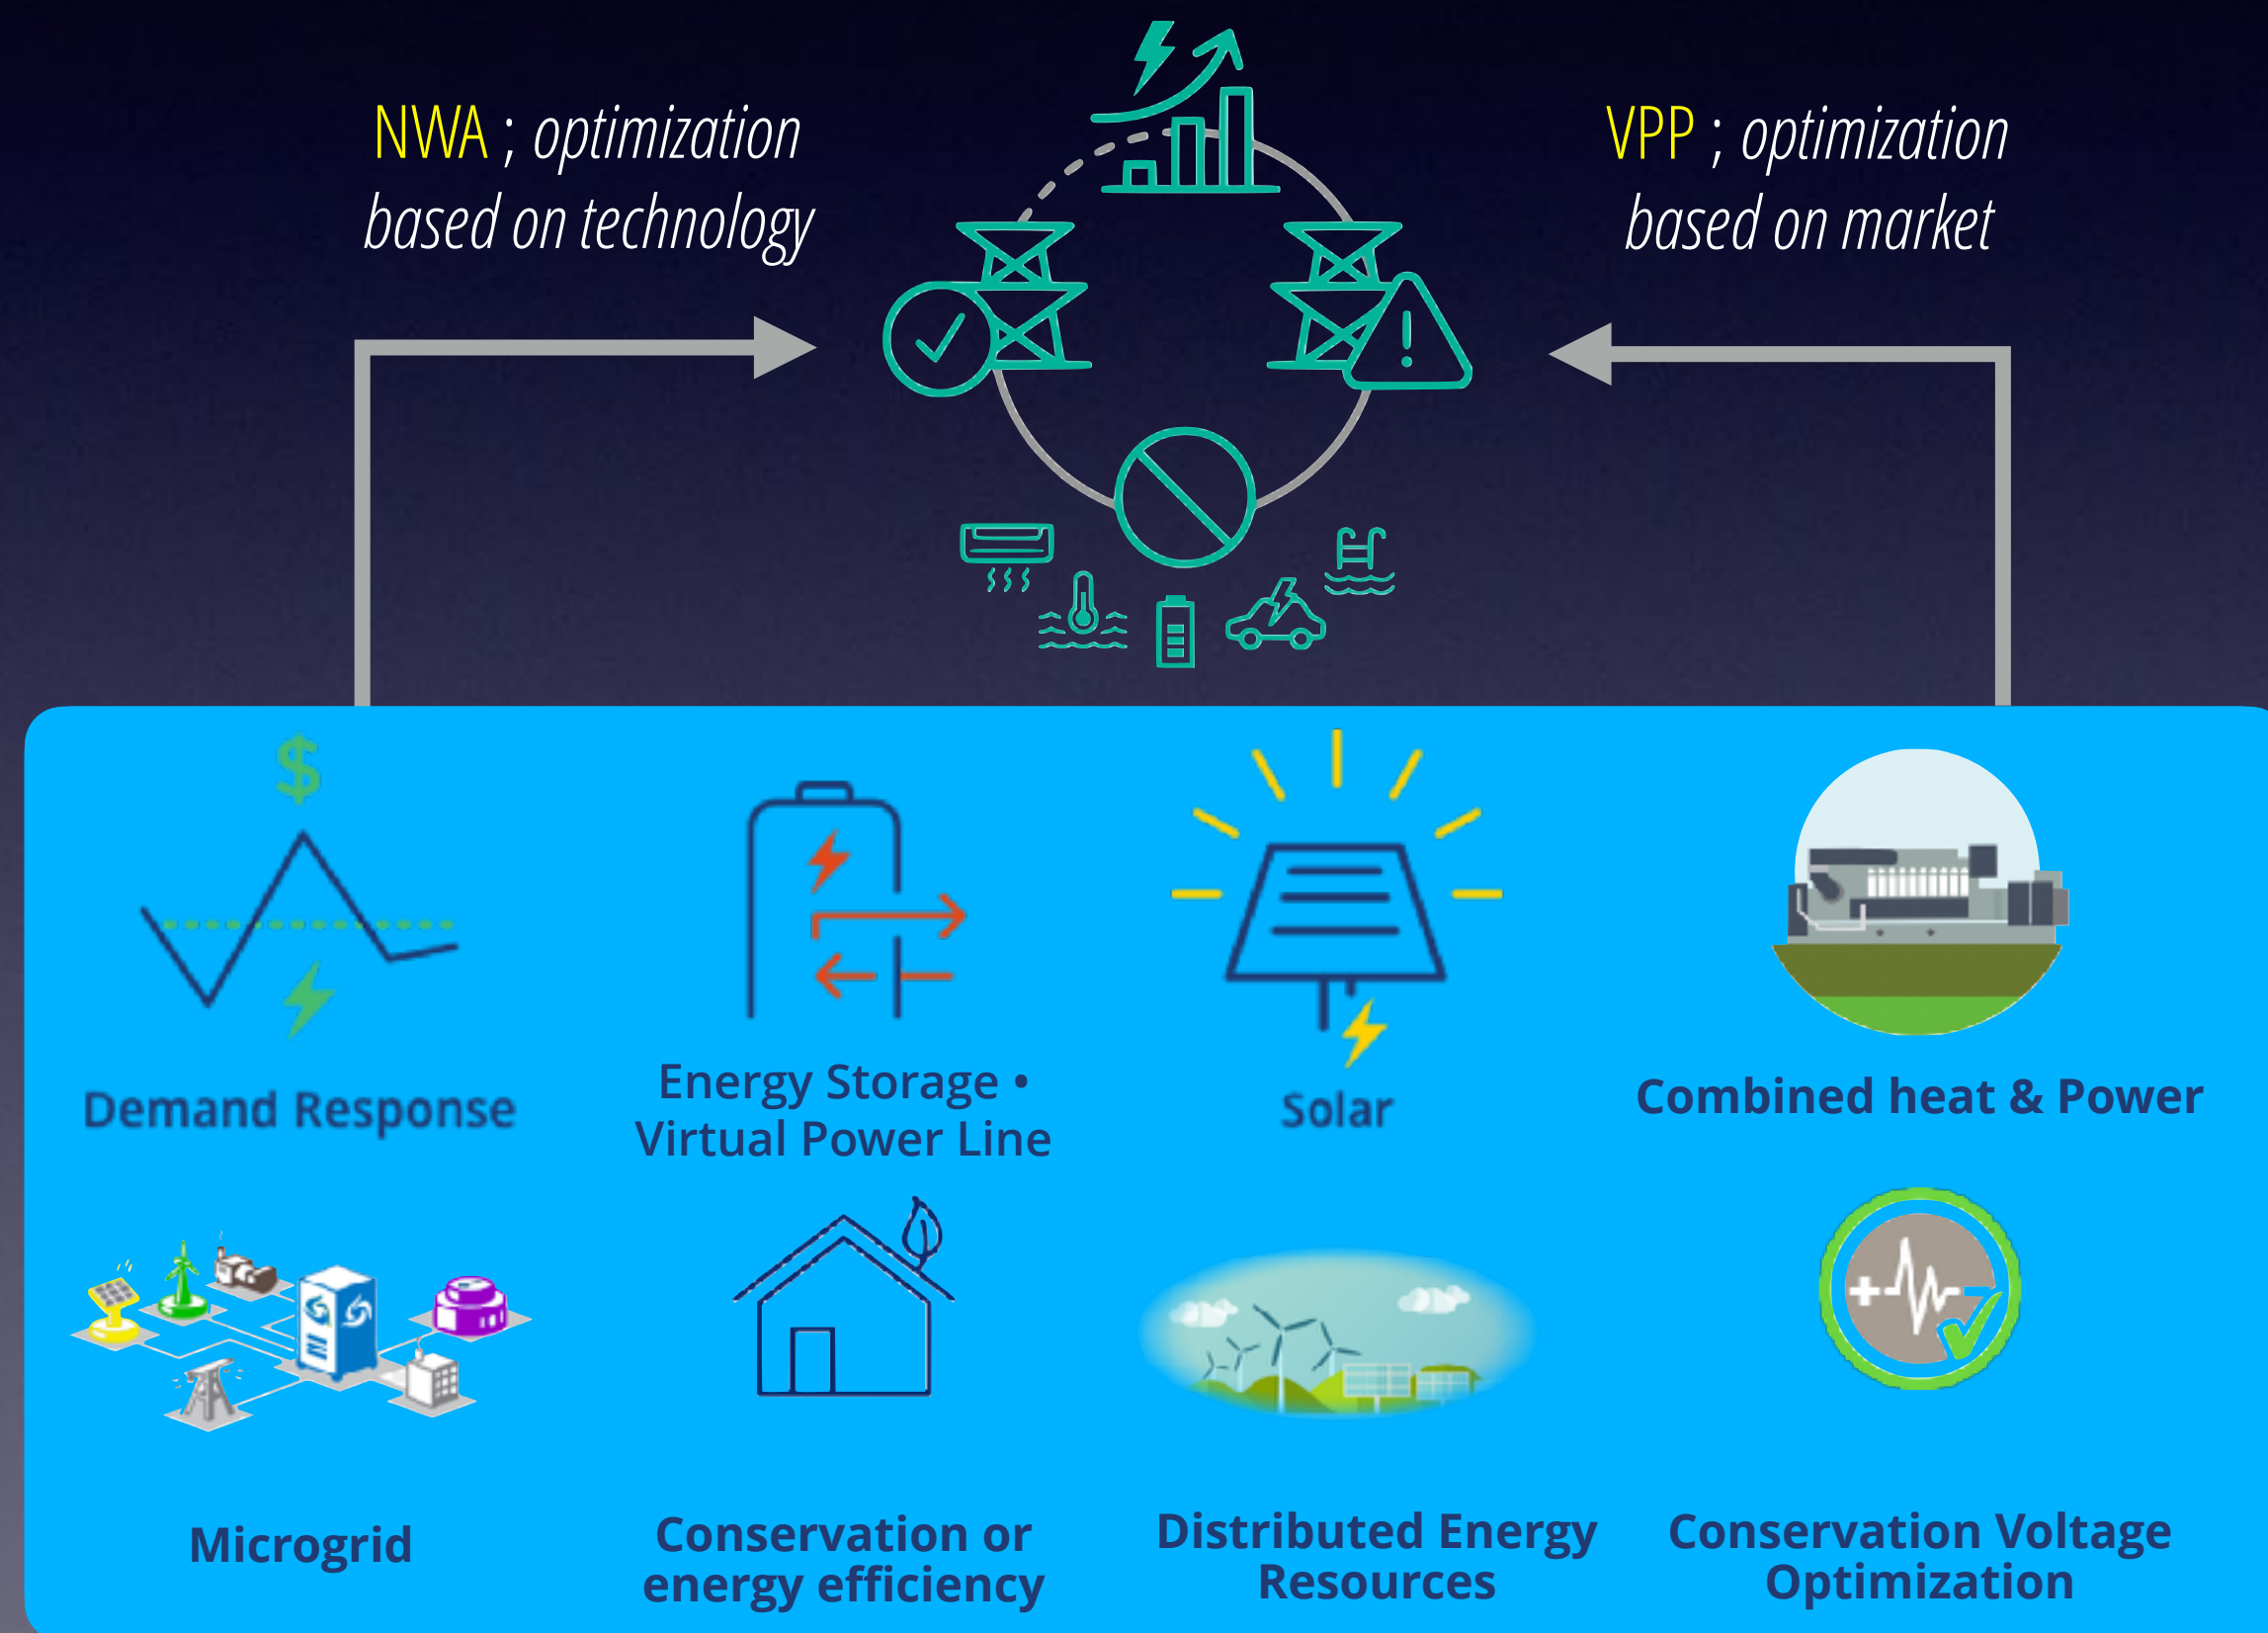 NWA ; optimization
based on technology
VPP ; optimization
based on market
Demand Response
Energy Storage •
Virtual Power Line
Solar
Combined heat & Power
Microgrid
Conservation or
energy efficiency
Distributed Energy
Resources
Conservation Voltage
Optimization